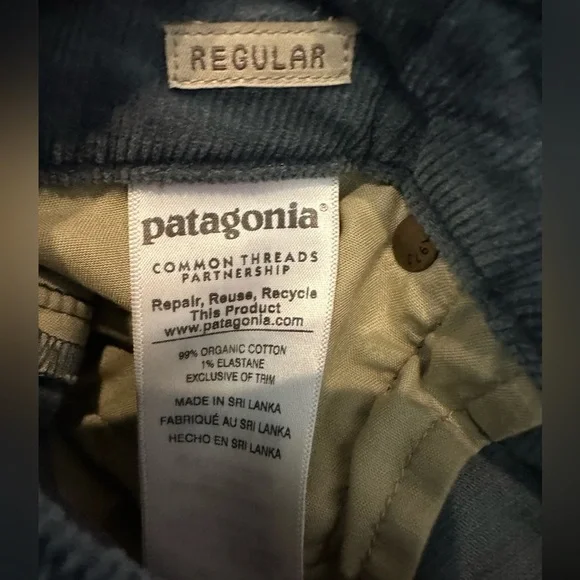 REGULAR
patagonia®
COMMON THREADS
PARTNERSHIP
Repair, Reuse, Recycle
This Product
www.patagonia.com
99% ORGANIC COTTON
1% ELASTANE
EXCLUSIVE OF TRIM
MADE IN SRI LANKA
FABRIQUÉ AU SRI LANKA
HECHO EN SRI LANKA
1973